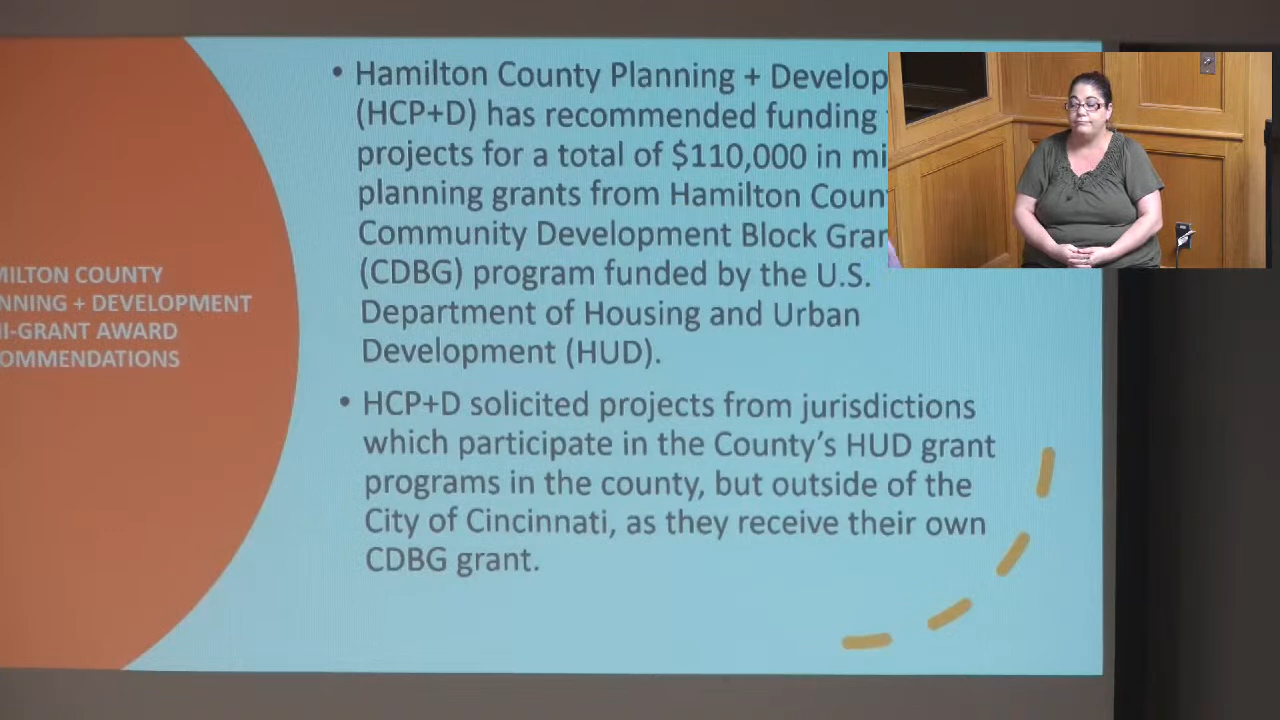 MILTON COUNTY
NNING + DEVELOPMENT
I-GRANT AWARD
OMMENDATIONS
• Hamilton County Planning + Develop
(HCP+D) has recommended funding
projects for a total of $110,000 in mi
planning grants from Hamilton Coun
Community Development Block Gran
(CDBG) program funded by the U.S.
Department of Housing and Urban
Development (HUD).
• HCP+D solicited projects from jurisdictions
which participate in the County’s HUD grant
programs in the county, but outside of the
City of Cincinnati, as they receive their own
CDBG grant.